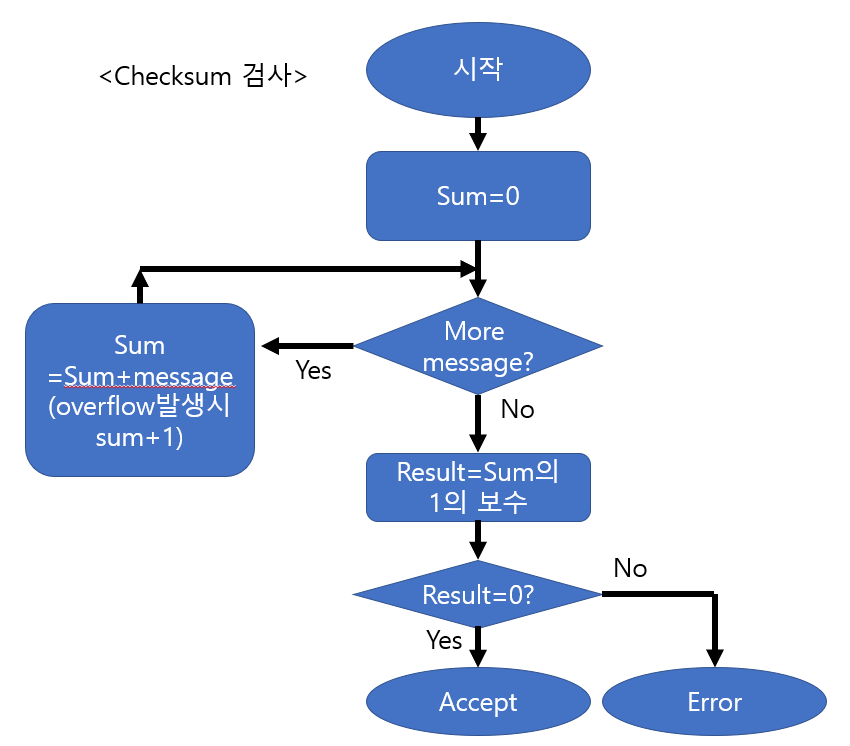 <Checksum 검사>
시작
Sum=0
More
message?
Yes
Sum
=Sum+message
(overflow발생시
sum+1)
No
Result=Sum의
1의 보수
Result=0?
No
Yes
Accept
Error